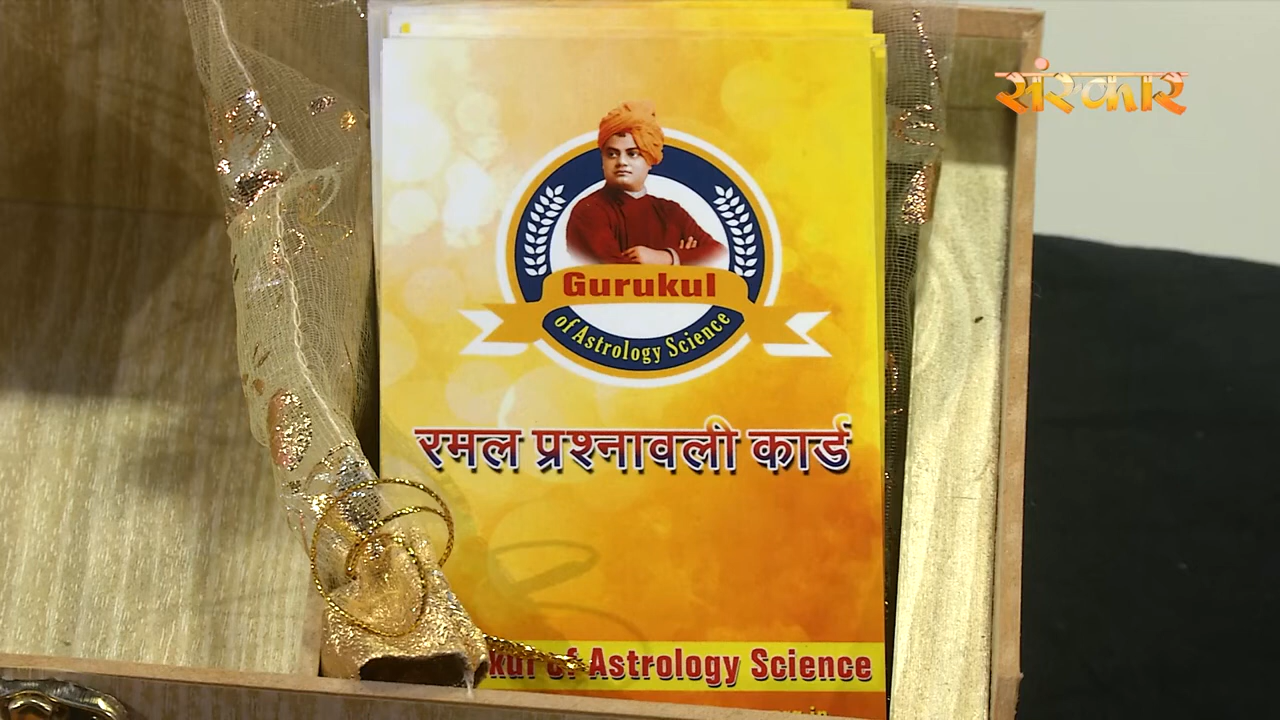 संस्कार
Gurukul
of Astrology Science
रमल प्रश्नावली कार्ड
of Astrology Science